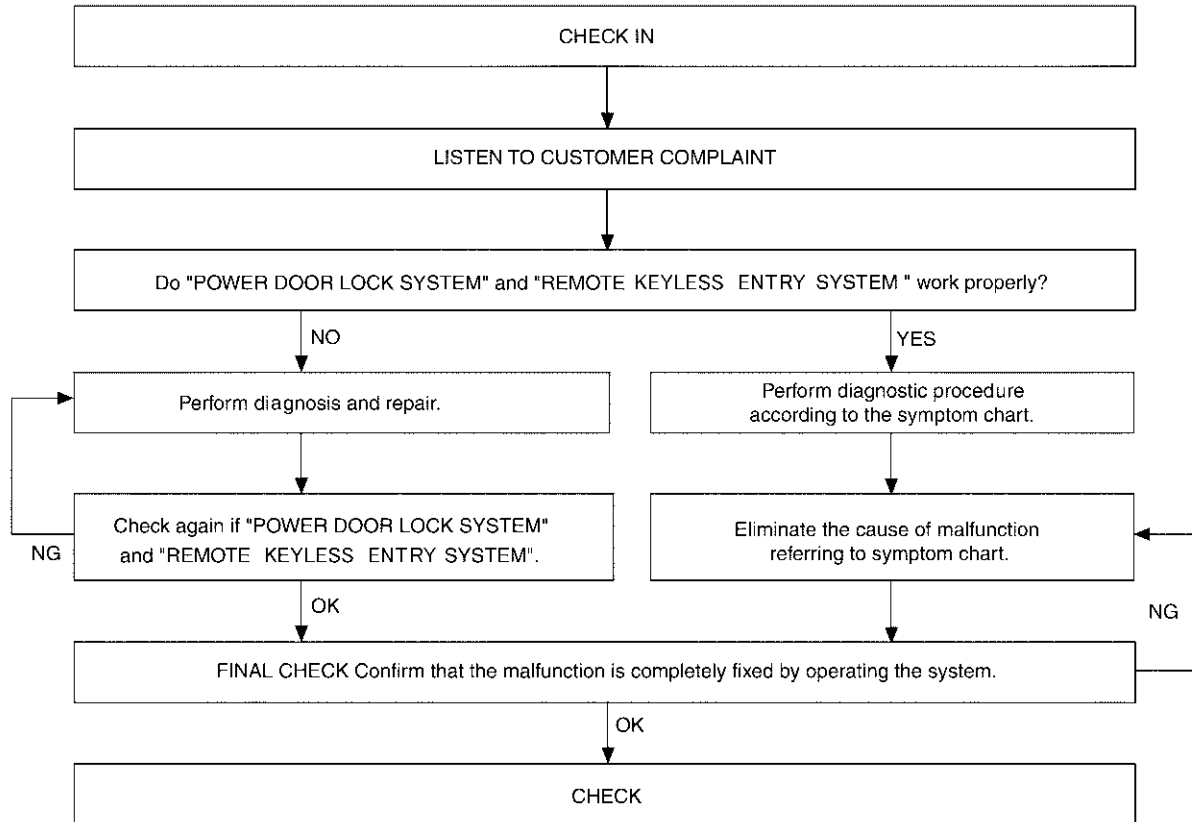 CHECK IN
LISTEN TO CUSTOMER COMPLAINT
Do "POWER DOOR LOCK SYSTEM" and "REMOTE KEYLESS ENTRY SYSTEM " work properly?
NO
YES
Perform diagnosis and repair.
Perform diagnostic procedure
according to the symptom chart.
Check again if "POWER DOOR LOCK SYSTEM"
and "REMOTE KEYLESS ENTRY SYSTEM".
Eliminate the cause of malfunction
referring to symptom chart.
NG
OK
NG
FINAL CHECK Confirm that the malfunction is completely fixed by operating the system.
OK
CHECK